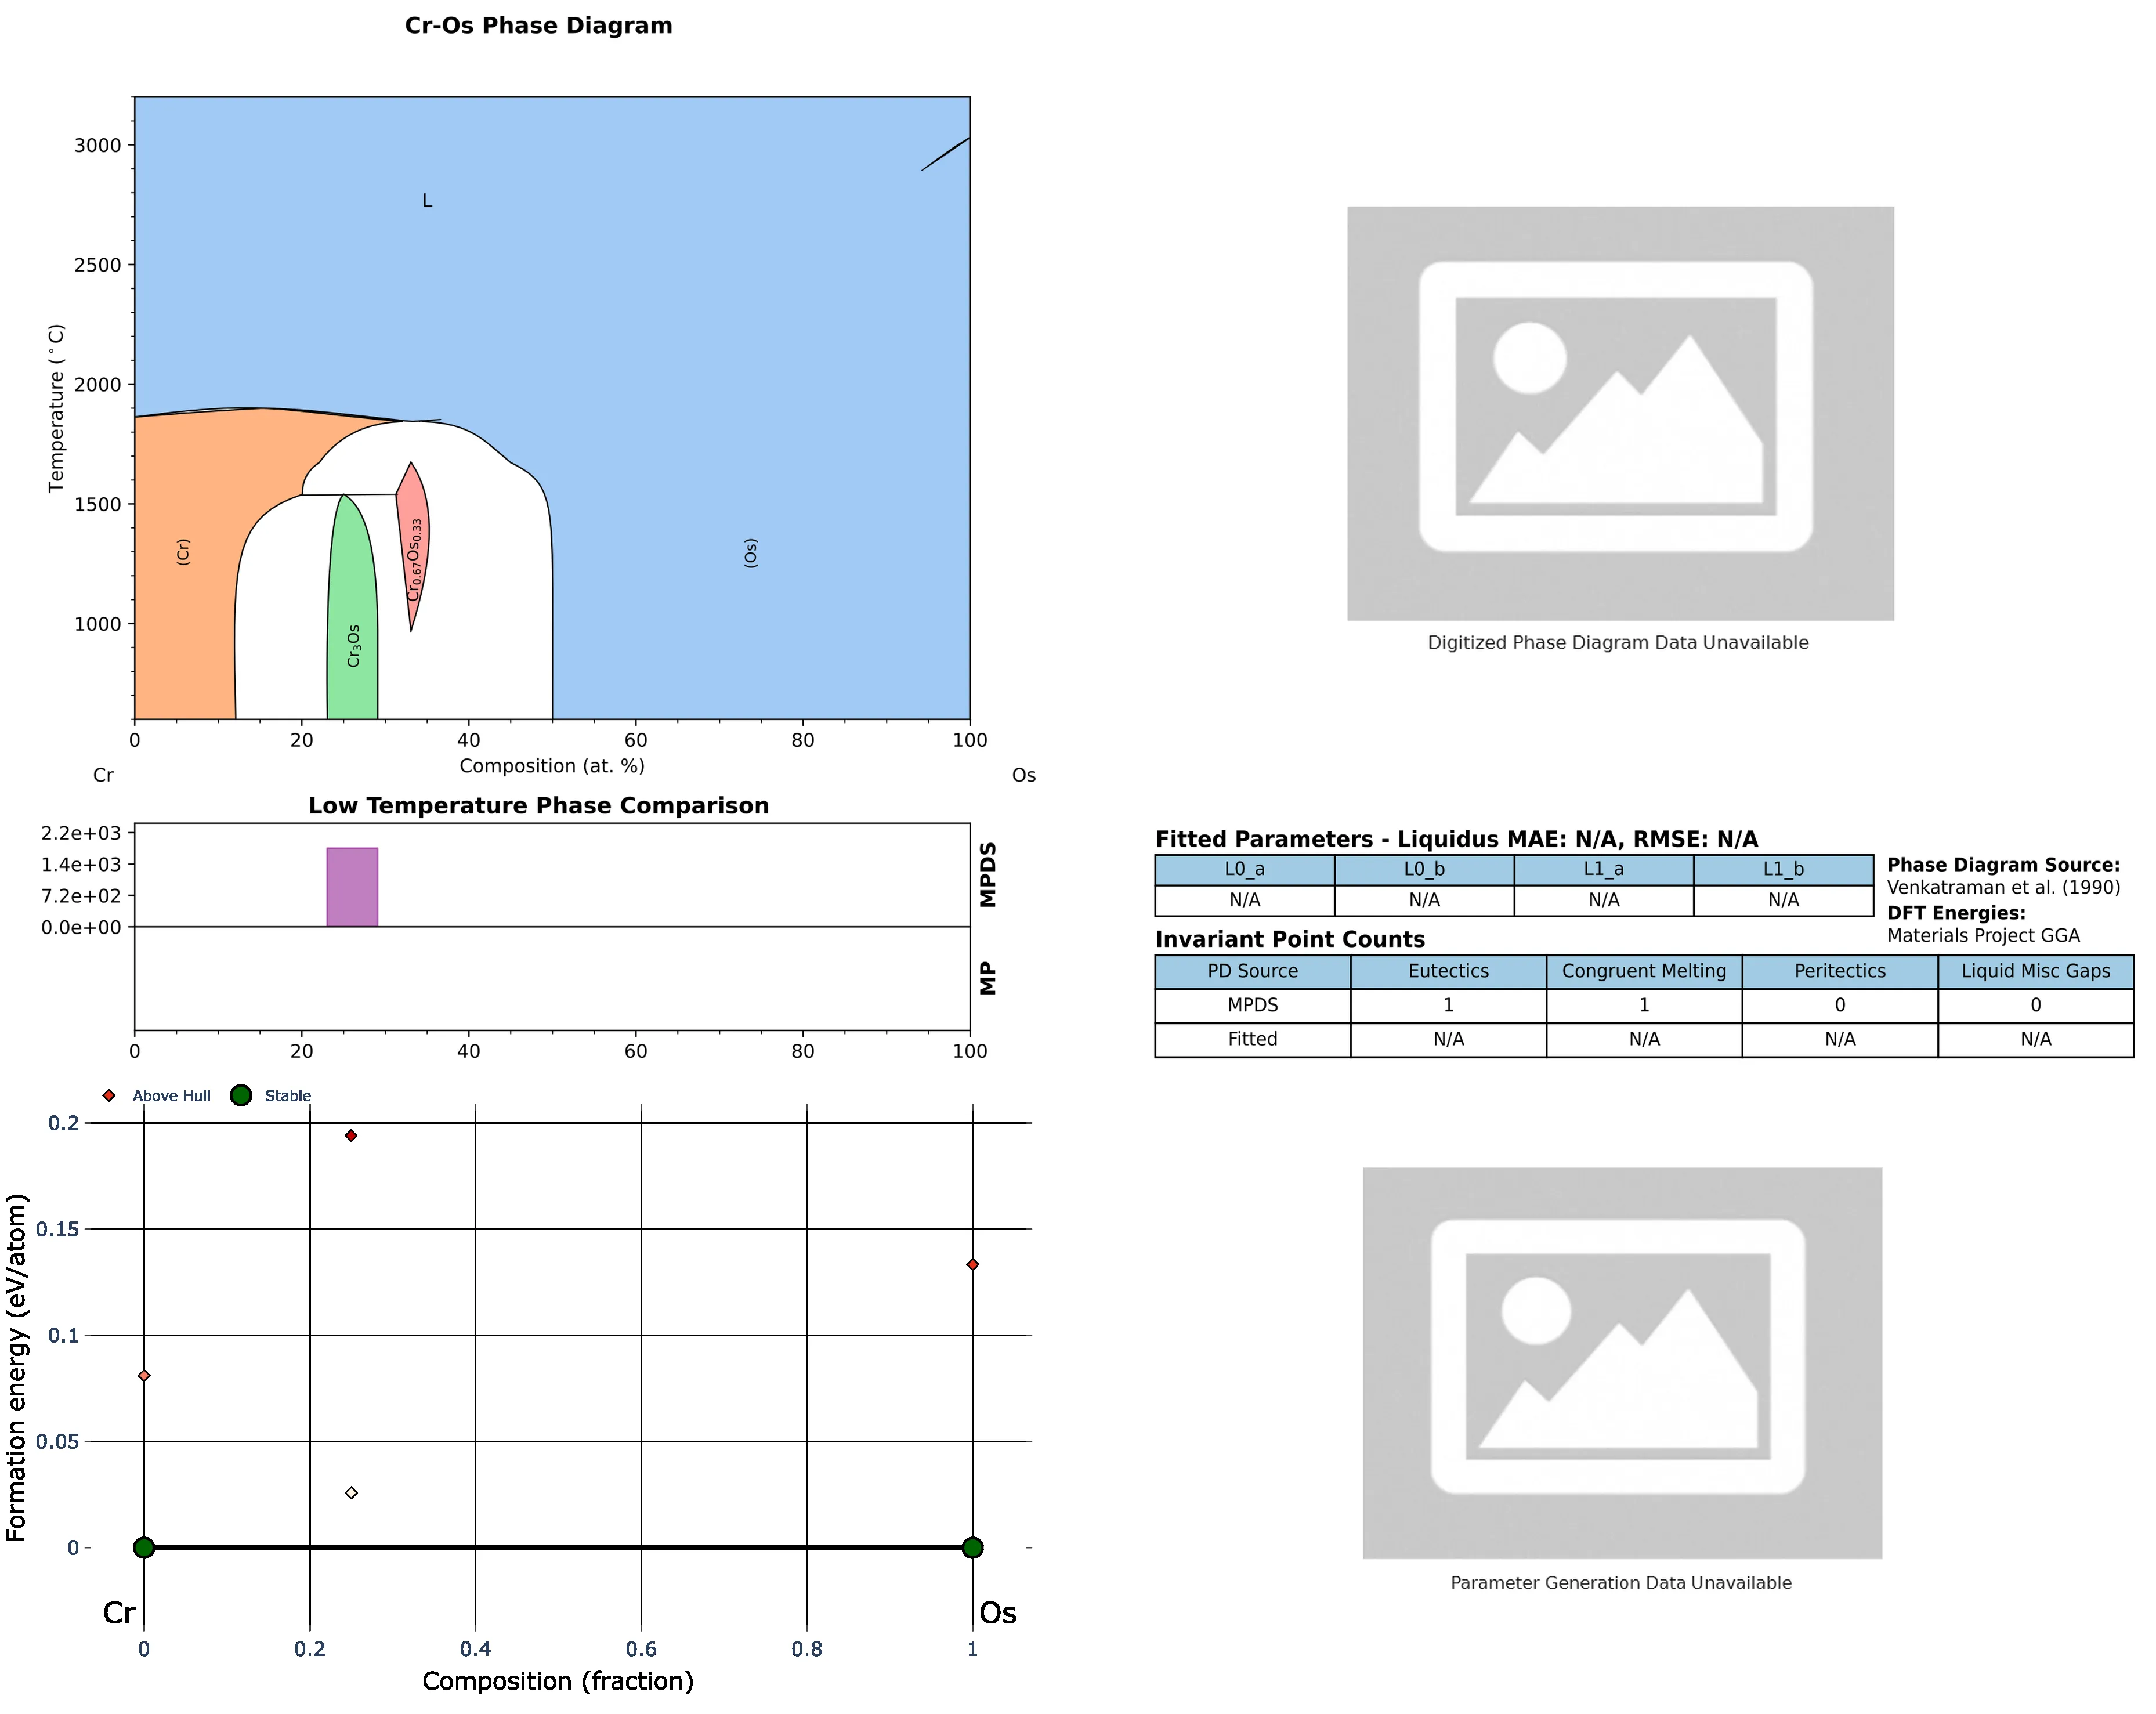 Cr-Os Phase Diagram
3000
2500
2000
1500
1000
Temperature (°C)
L
(Cr)
Cr₃Os
Cr₀.₆₇Os₀.₃₃
(Os)
0 20 40 60 80 100
Composition (at. %)
Cr Os
Digitized Phase Diagram Data Unavailable
Low Temperature Phase Comparison
2.2e+03
1.4e+03
7.2e+02
0.0e+00
MPDS
MP
0 20 40 60 80 100
Fitted Parameters - Liquidus MAE: N/A, RMSE: N/A
L0_a L0_b L1_a L1_b
N/A N/A N/A N/A
Phase Diagram Source:
Venkatraman et al. (1990)
DFT Energies:
Materials Project GGA
Invariant Point Counts
PD Source Eutectics Congruent Melting Peritectics Liquid Misc Gaps
MPDS 1 1 0 0
Fitted N/A N/A N/A N/A
Above Hull Stable
0.2
0.15
0.1
0.05
0
Formation energy (eV/atom)
Cr Os
0 0.2 0.4 0.6 0.8 1
Composition (fraction)
Parameter Generation Data Unavailable